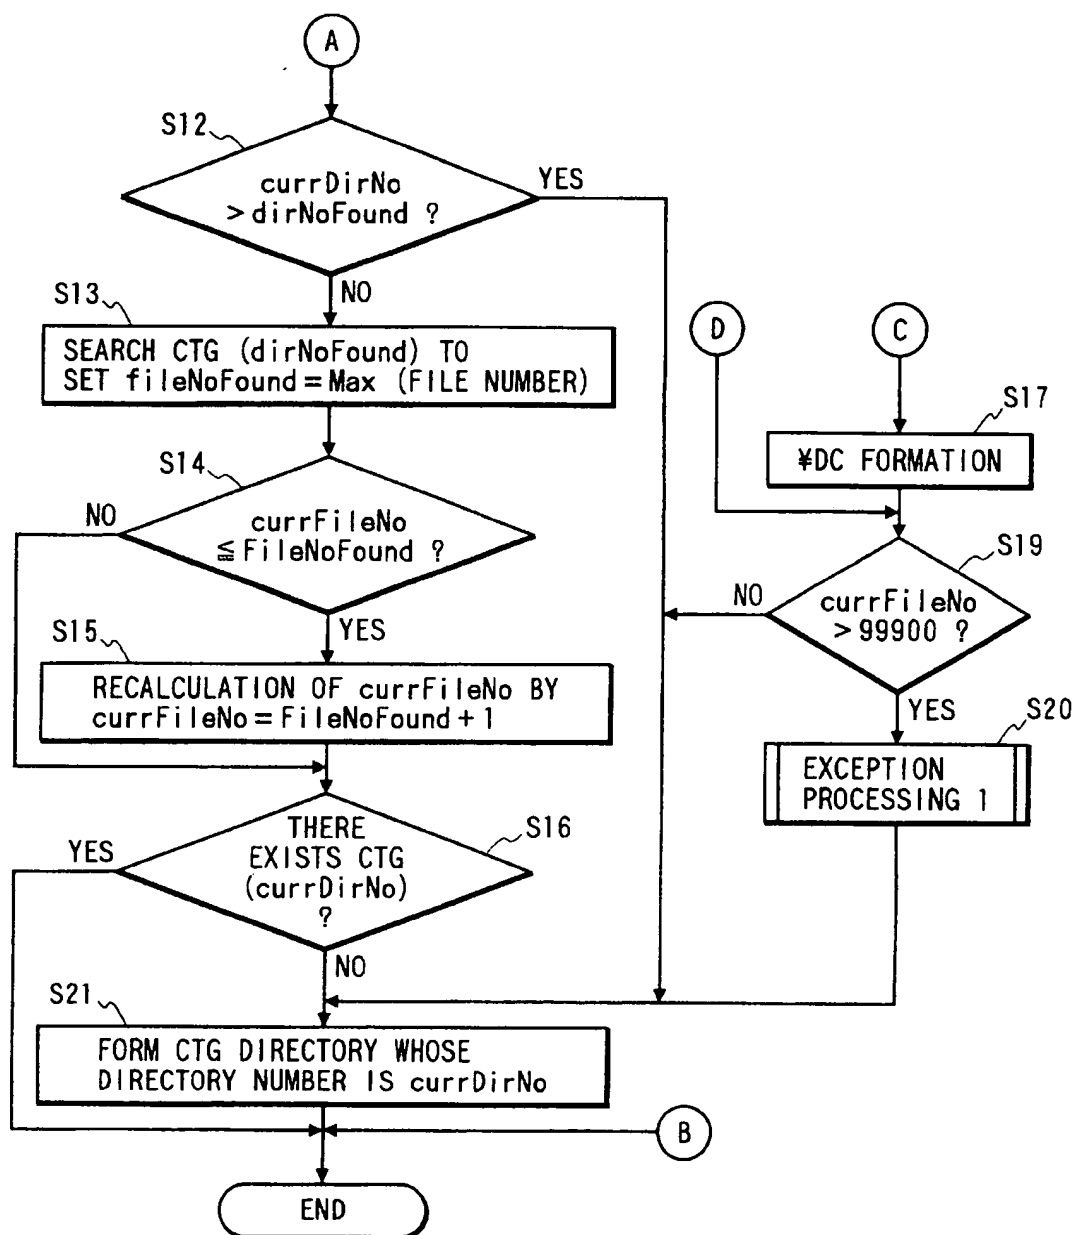 A
S12
currDirNo
> dirNoFound ?
YES
NO
S13
SEARCH CTG (dirNoFound) TO
SET fileNoFound = Max (FILE NUMBER)
S14
currFileNo
≦ FileNoFound ?
NO
YES
S15
RECALCULATION OF currFileNo BY
currFileNo = FileNoFound + 1
THERE
EXISTS CTG
(currDirNo)
?
S16
YES
NO
S21
FORM CTG DIRECTORY WHOSE
DIRECTORY NUMBER IS currDirNo
B
END
D
C
S17
¥DC FORMATION
S19
currFileNo
> 99900 ?
NO
YES
S20
EXCEPTION
PROCESSING 1